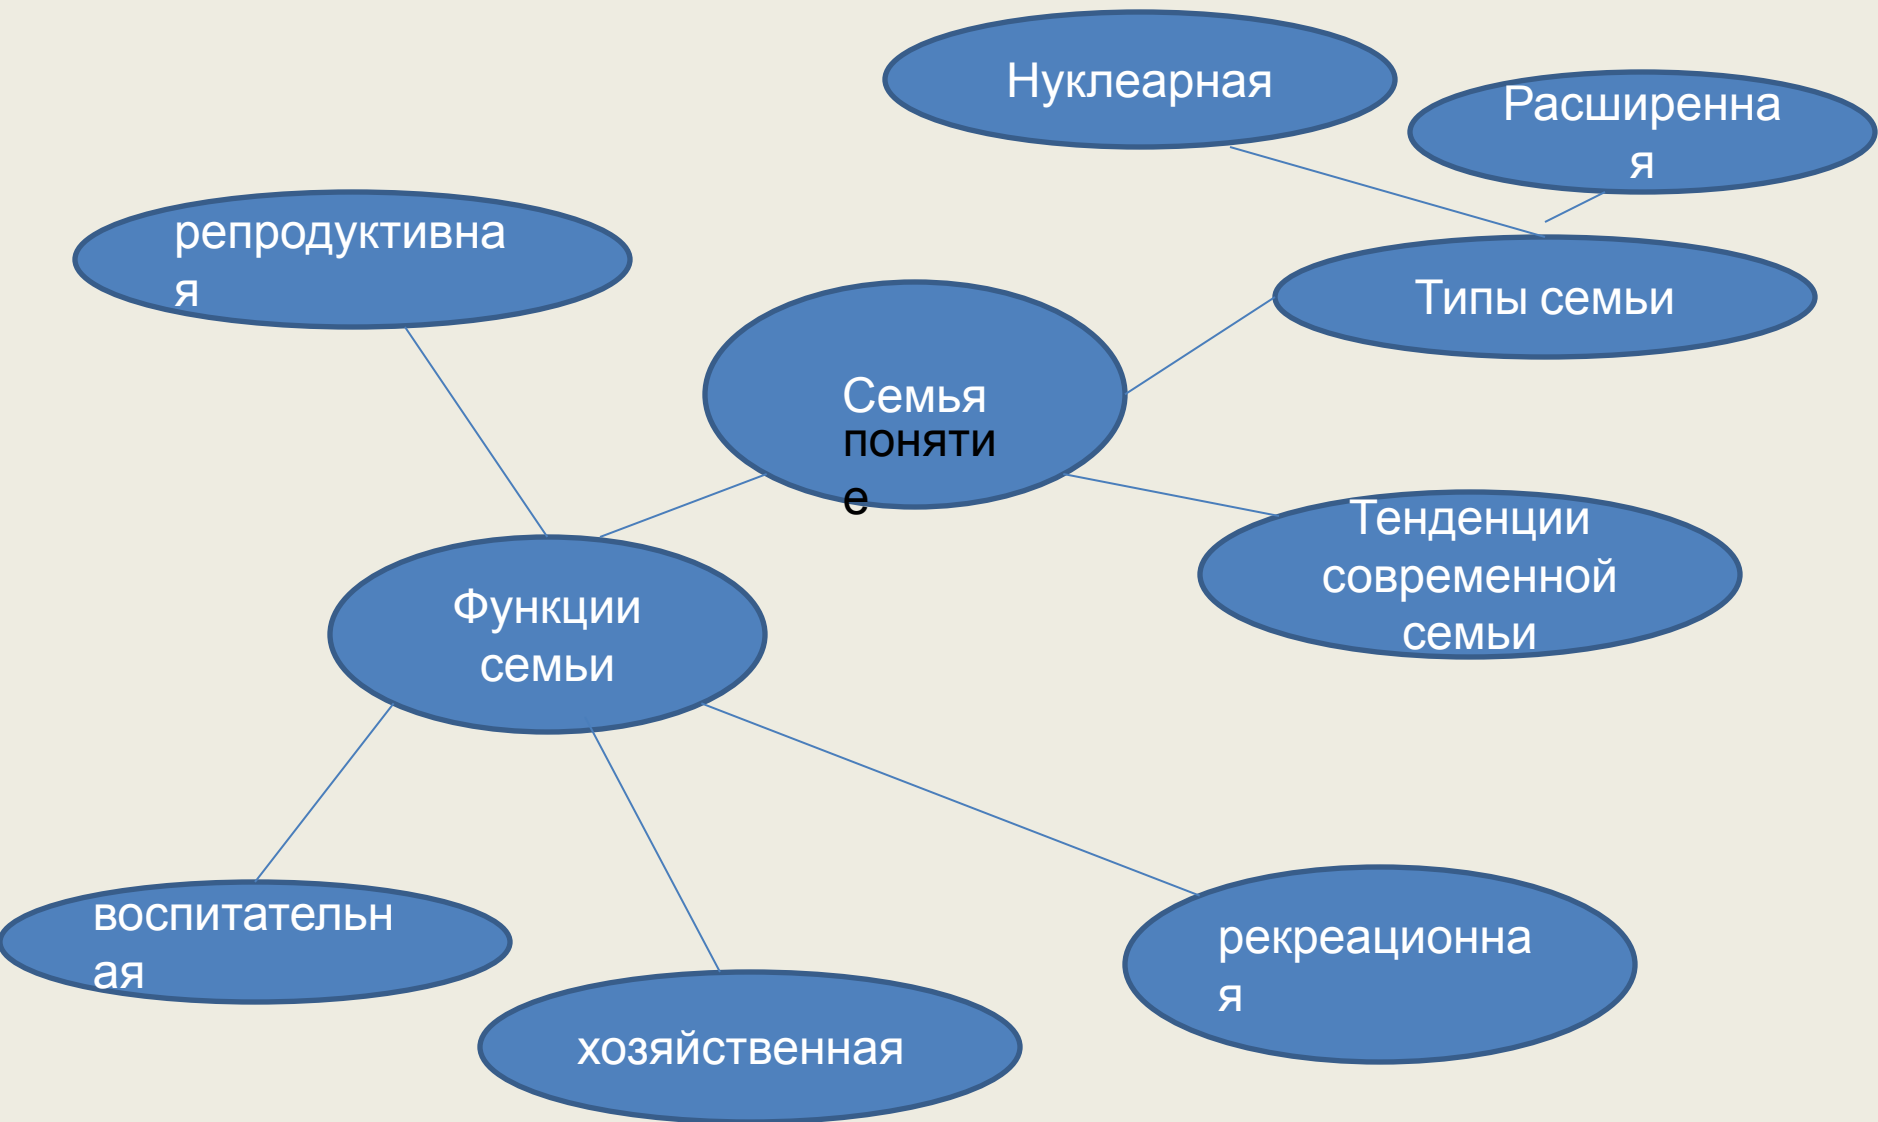 Нуклеарная
Расширенна
я
репродуктивна
я
Типы семьи
Семья
поняти
е
Тенденции
современной
семьи
Функции
семьи
воспитательн
ая
рекреационна
я
хозяйственная